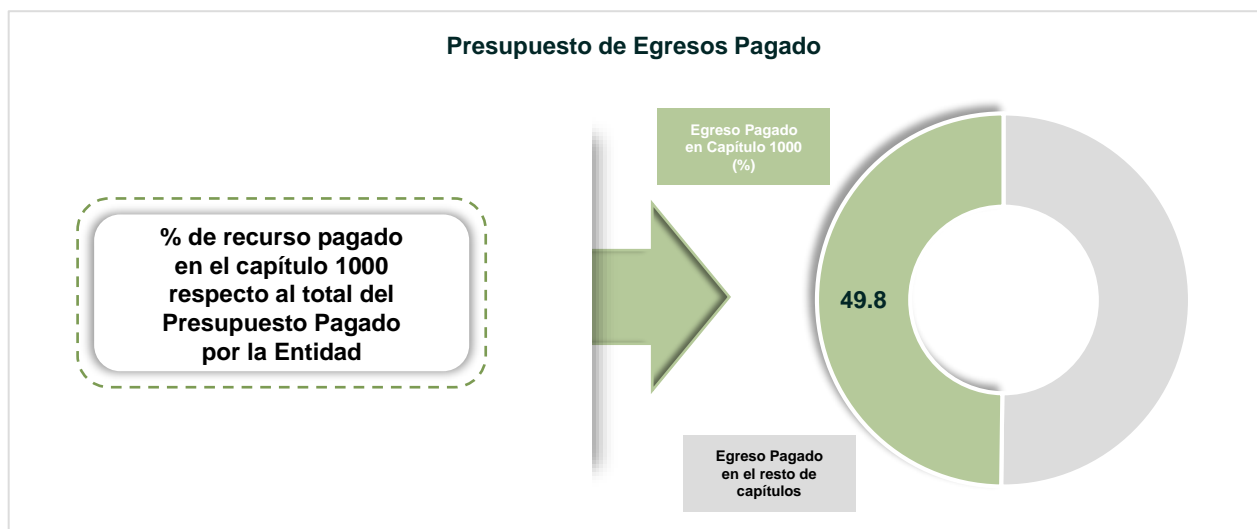 Presupuesto de Egresos Pagado
Egreso Pagado
en Capítulo 1000
(%)
% de recurso pagado
en el capítulo 1000
respecto al total del
Presupuesto Pagado
por la Entidad
49.8
Egreso Pagado
en el resto de
capítulos